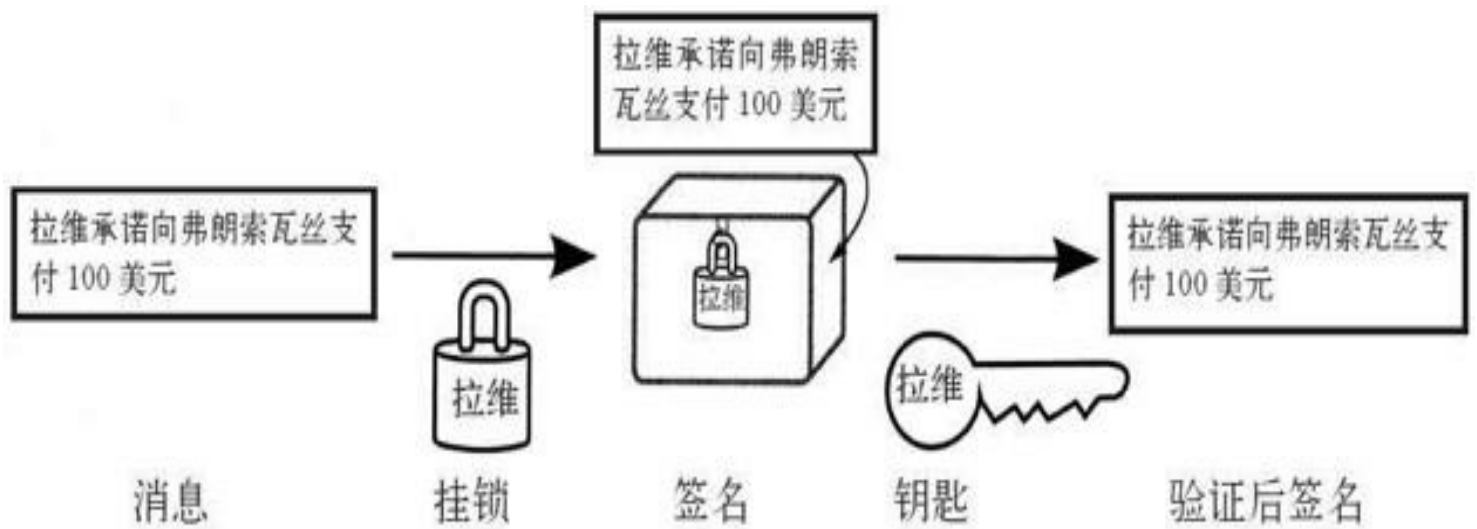 拉维承诺向弗朗索
瓦丝支付 100 美元
拉维承诺向弗朗索瓦丝支
付 100 美元
拉维
拉维
拉维
拉维承诺向弗朗索瓦丝支
付 100 美元
消息
挂锁
签名
钥匙
验证后签名